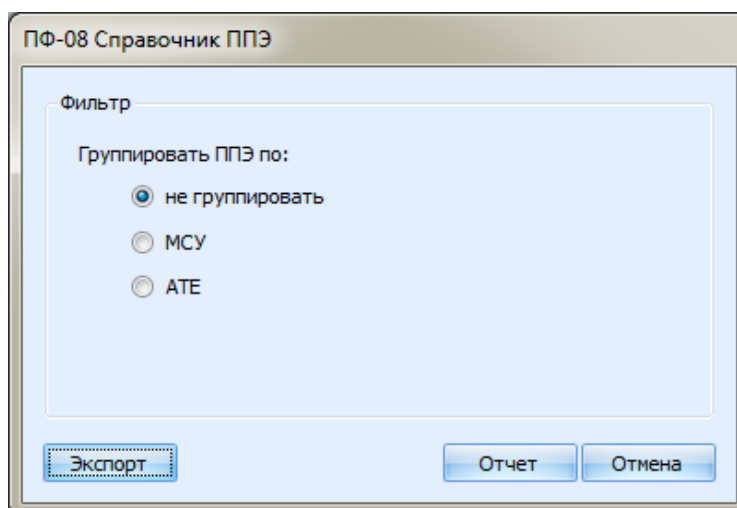 ПФ-08 Справочник ППЭ
Фильтр
Группировать ППЭ по:
не группировать
МСУ
АТЕ
Экспорт
Отчет
Отмена